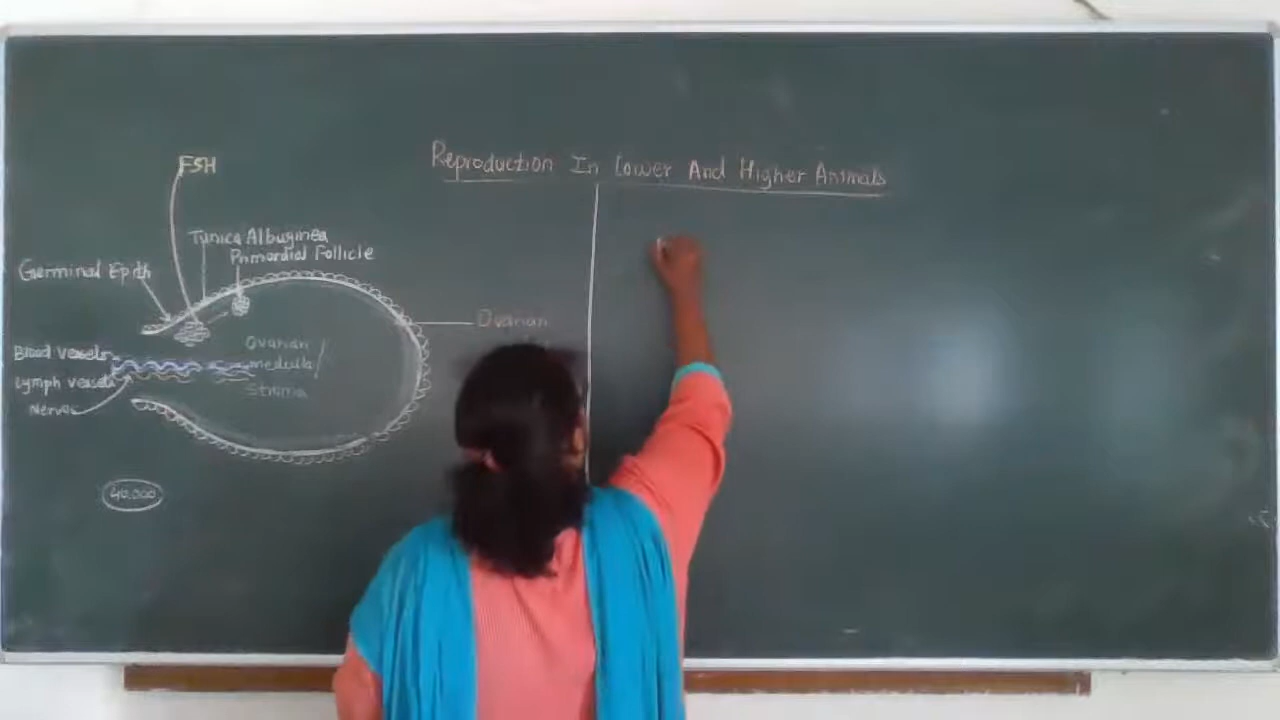 Reproduction In Lower And Higher Animals
FSH
Tunica Albuginea
Primordial Follicle
Germinal Epith
Ovarian
Blood vessels
Ovarian
medulla/
Stroma
Lymph vessels
Nerves
40,000